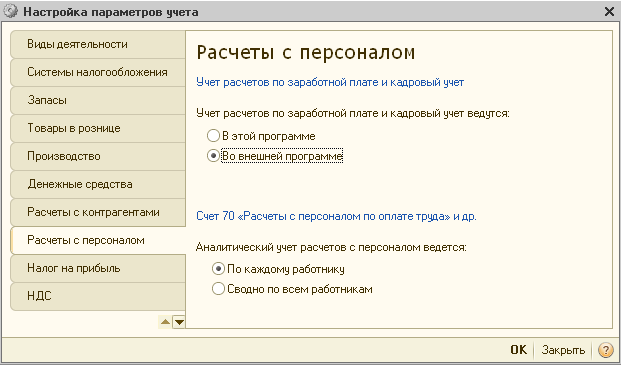 Настройка параметров учета
Виды деятельности
Системы налогообложения
Запасы
Товары в рознице
Производство
Денежные средства
Расчеты с контрагентами
Расчеты с персоналом
Налог на прибыль
НДС
Расчеты с персоналом
Учет расчетов по заработной плате и кадровый учет
Учет расчетов по заработной плате и кадровый учет ведутся:
В этой программе
Во внешней программе
Счет 70 «Расчеты с персоналом по оплате труда» и др.
Аналитический учет расчетов с персоналом ведется:
По каждому работнику
Сводно по всем работникам
OK
Закрыть
?